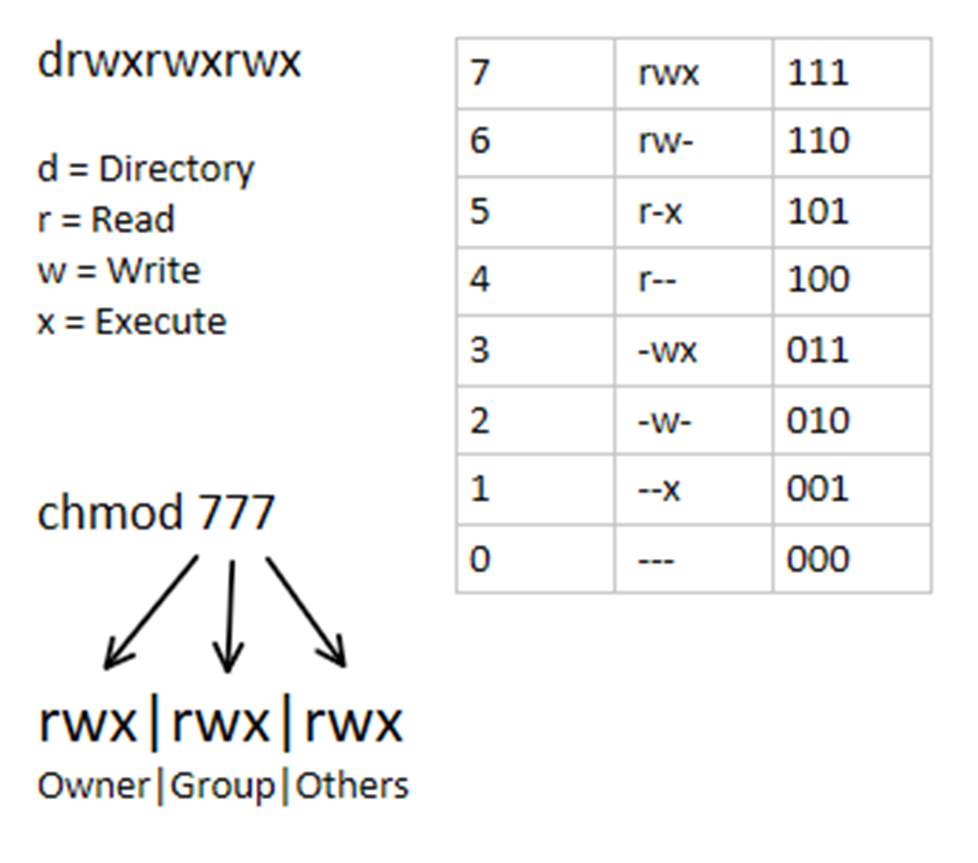 drwxrwxrwx
d = Directory
r = Read
w = Write
x = Execute
chmod 777
rwx|rwx|rwx
Owner|Group|Others
7 rwx 111
6 rw- 110
5 r-x 101
4 r-- 100
3 -wx 011
2 -w- 010
1 --x 001
0 --- 000